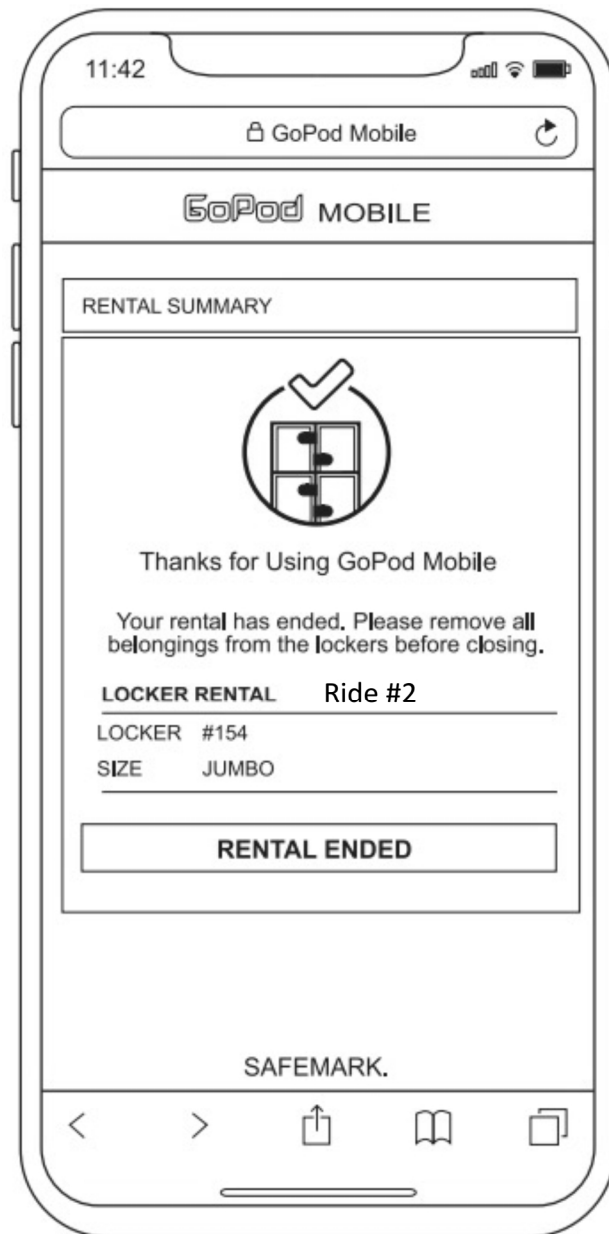 11:42
GoPod Mobile
GoPod MOBILE
RENTAL SUMMARY
Thanks for Using GoPod Mobile
Your rental has ended. Please remove all
belongings from the lockers before closing.
LOCKER RENTAL Ride #2
LOCKER #154
SIZE JUMBO
RENTAL ENDED
SAFEMARK.